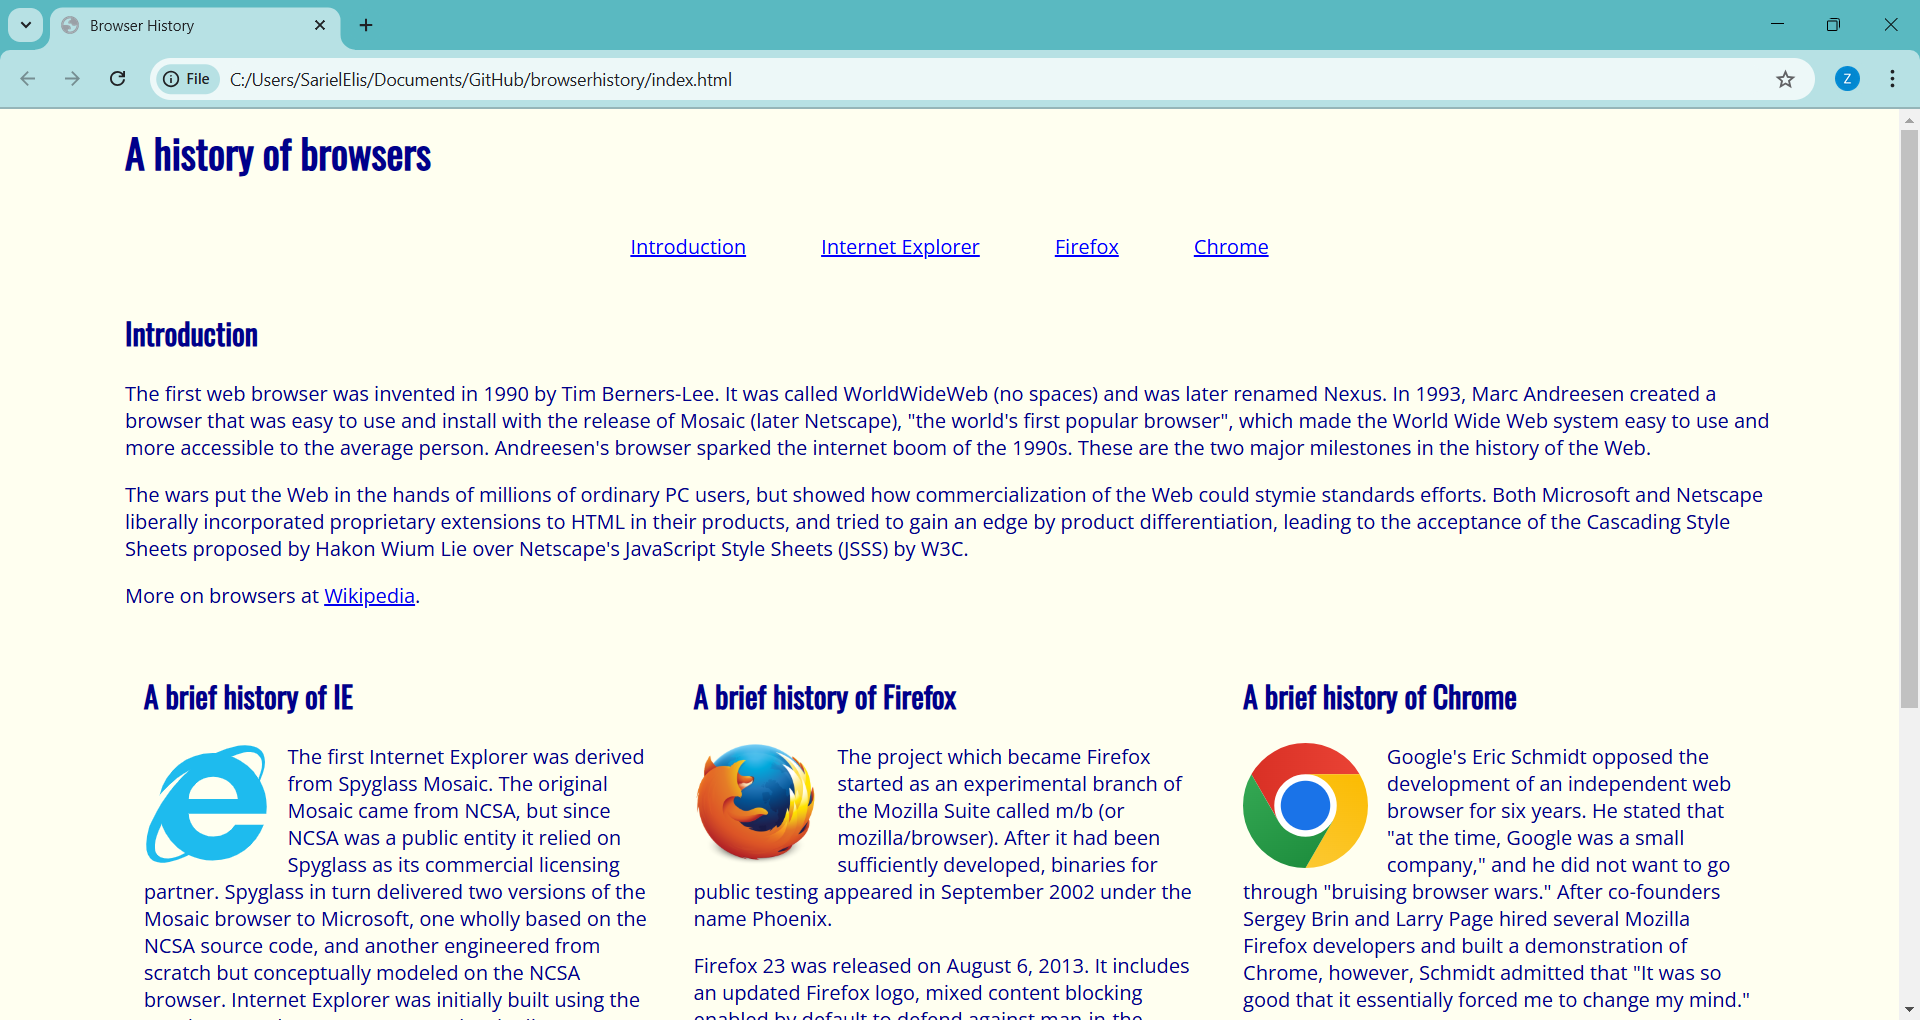 Browser History
File C:/Users/SarielElis/Documents/GitHub/browserhistory/index.html
Z
A history of browsers
Introduction Internet Explorer Firefox Chrome
Introduction
The first web browser was invented in 1990 by Tim Berners-Lee. It was called WorldWideWeb (no spaces) and was later renamed Nexus. In 1993, Marc Andreesen created a
browser that was easy to use and install with the release of Mosaic (later Netscape), "the world's first popular browser", which made the World Wide Web system easy to use and
more accessible to the average person. Andreesen's browser sparked the internet boom of the 1990s. These are the two major milestones in the history of the Web.
The wars put the Web in the hands of millions of ordinary PC users, but showed how commercialization of the Web could stymie standards efforts. Both Microsoft and Netscape
liberally incorporated proprietary extensions to HTML in their products, and tried to gain an edge by product differentiation, leading to the acceptance of the Cascading Style
Sheets proposed by Hakon Wium Lie over Netscape's JavaScript Style Sheets (JSSS) by W3C.
More on browsers at Wikipedia.
A brief history of IE
The first Internet Explorer was derived
from Spyglass Mosaic. The original
Mosaic came from NCSA, but since
NCSA was a public entity it relied on
Spyglass as its commercial licensing
partner. Spyglass in turn delivered two versions of the
Mosaic browser to Microsoft, one wholly based on the
NCSA source code, and another engineered from
scratch but conceptually modeled on the NCSA
browser. Internet Explorer was initially built using the
A brief history of Firefox
The project which became Firefox
started as an experimental branch of
the Mozilla Suite called m/b (or
mozilla/browser). After it had been
sufficiently developed, binaries for
public testing appeared in September 2002 under the
name Phoenix.
Firefox 23 was released on August 6, 2013. It includes
an updated Firefox logo, mixed content blocking
enabled by default to defend against man-in-the
A brief history of Chrome
Google's Eric Schmidt opposed the
development of an independent web
browser for six years. He stated that
"at the time, Google was a small
company," and he did not want to go
through "bruising browser wars." After co-founders
Sergey Brin and Larry Page hired several Mozilla
Firefox developers and built a demonstration of
Chrome, however, Schmidt admitted that "It was so
good that it essentially forced me to change my mind."